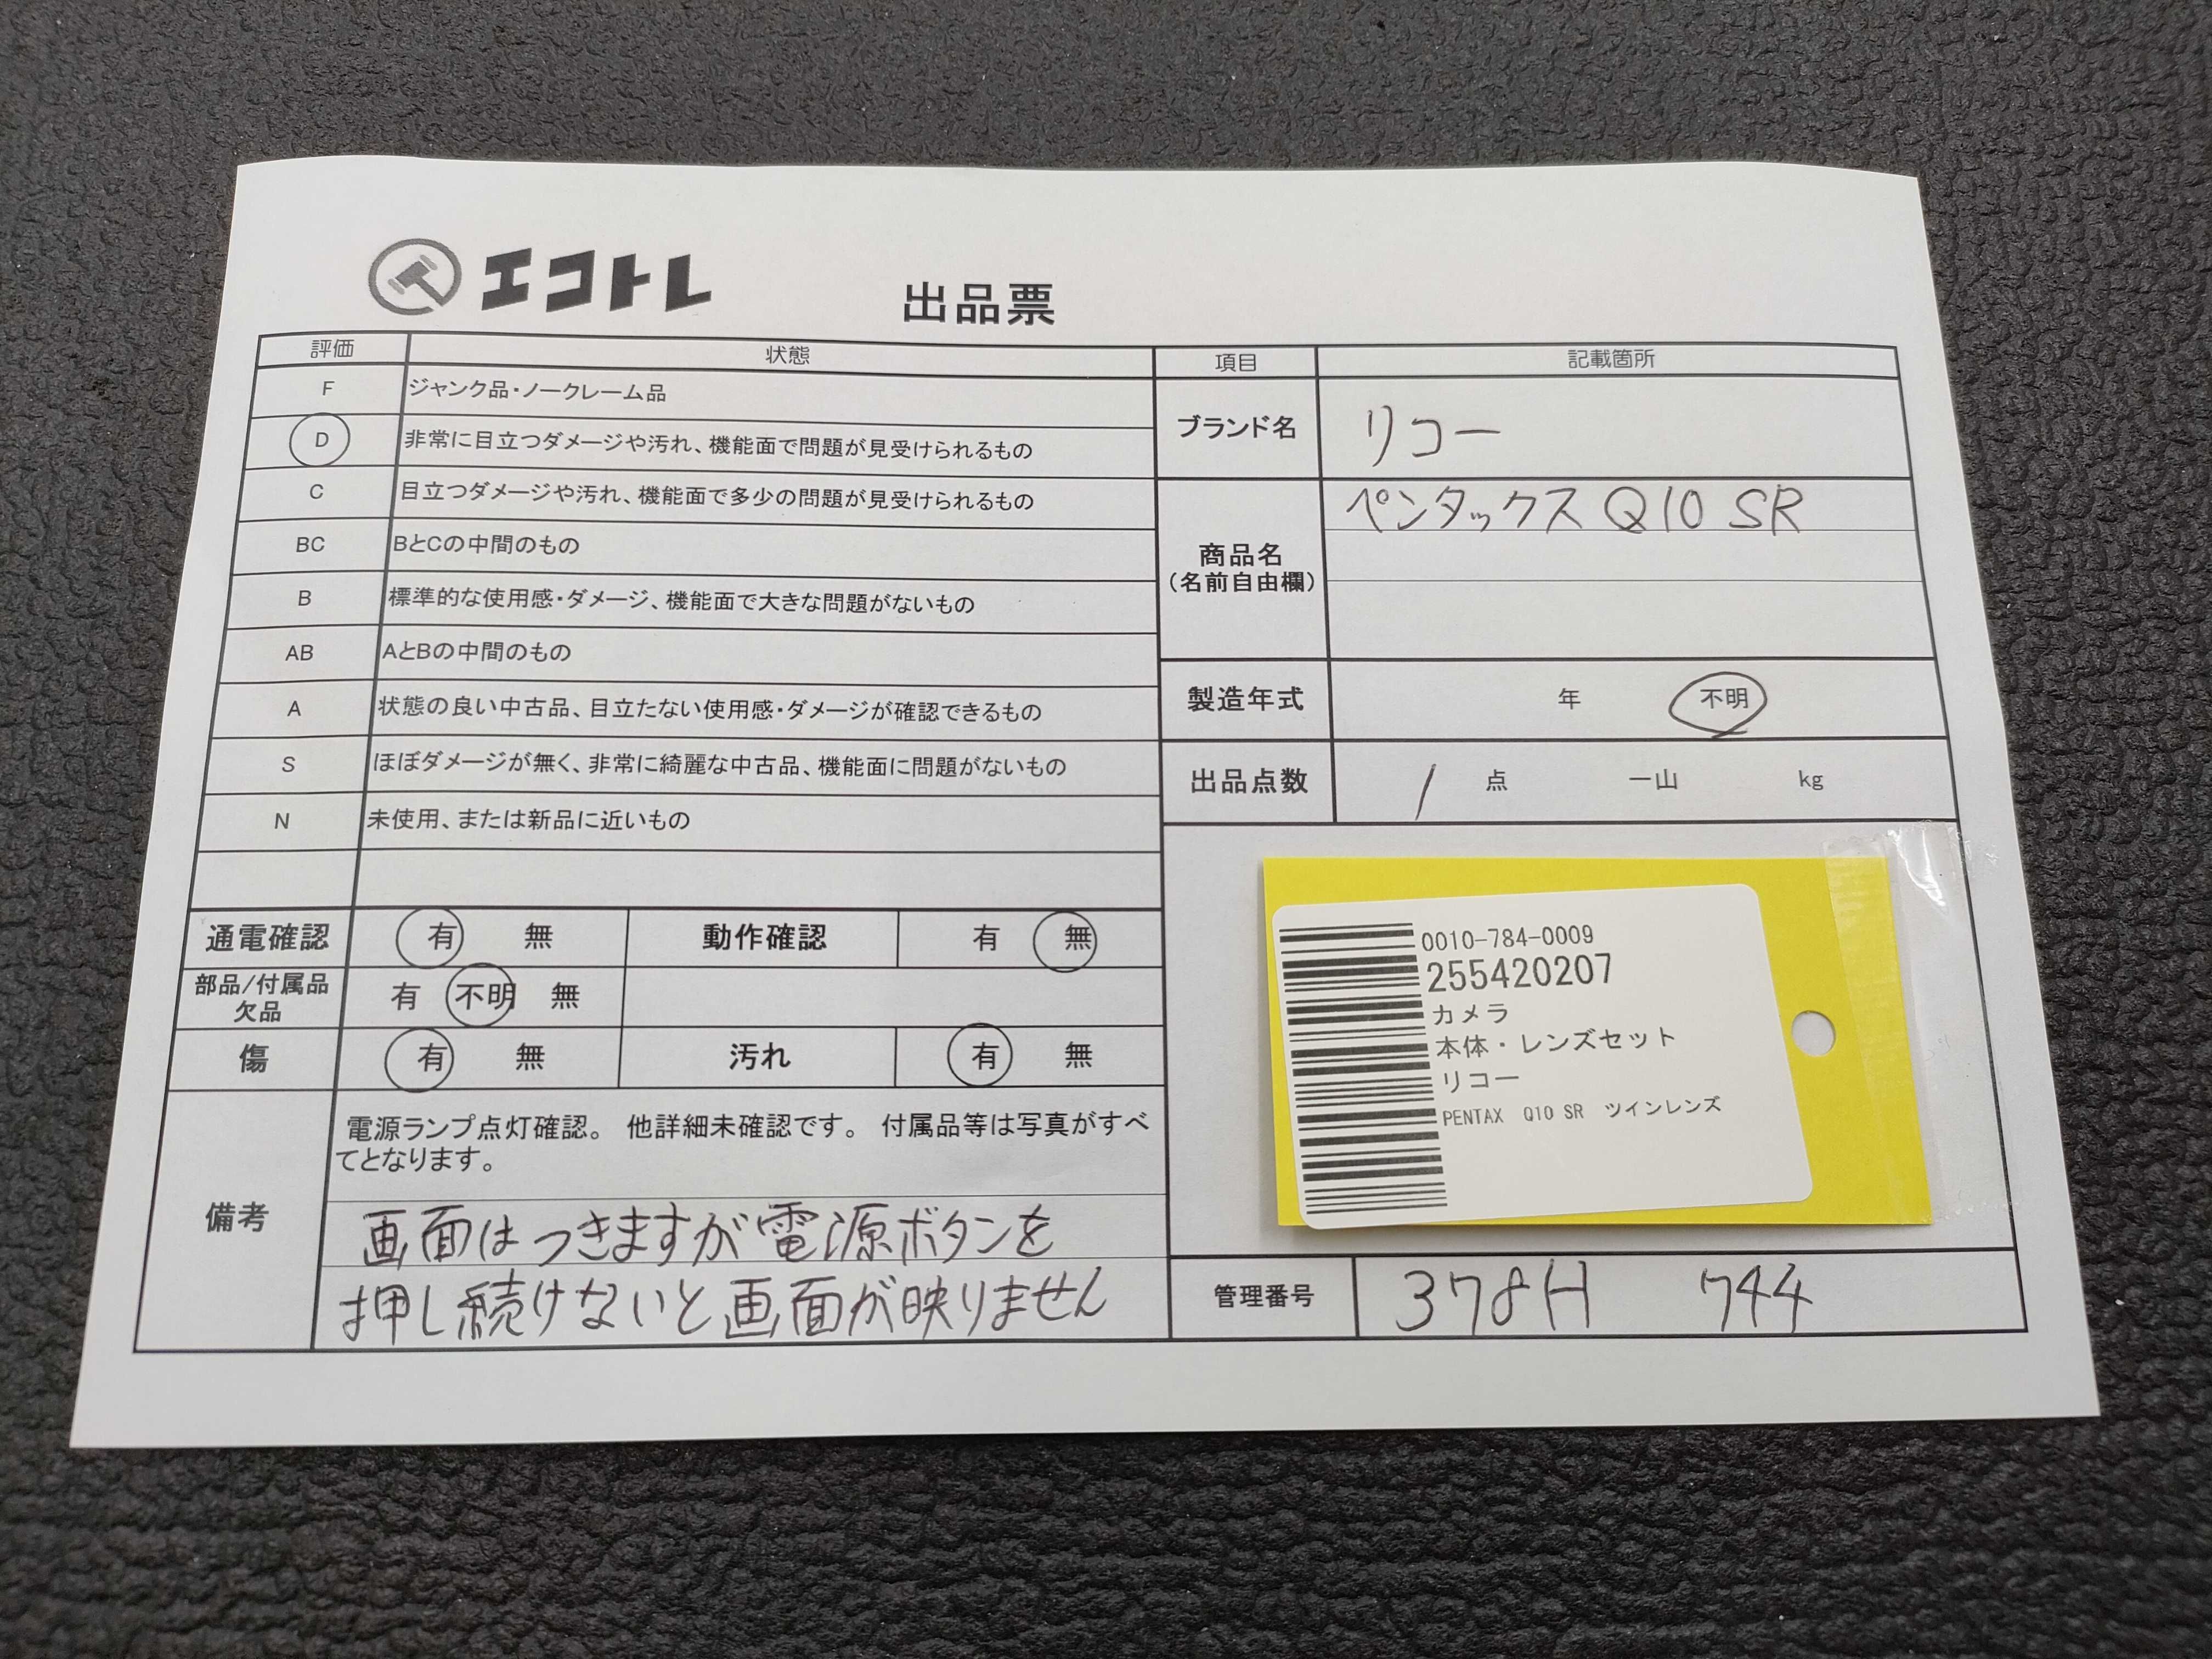 エコトレ
出品票
評価 状態
F ジャンク品・ノークレーム品
D 非常に目立つダメージや汚れ、機能面で問題が見受けられるもの
C 目立つダメージや汚れ、機能面で多少の問題が見受けられるもの
BC BとCの中間のもの
B 標準的な使用感・ダメージ、機能面で大きな問題がないもの
AB AとBの中間のもの
A 状態の良い中古品、目立たない使用感・ダメージが確認できるもの
S ほぼダメージが無く、非常に綺麗な中古品、機能面に問題がないもの
N 未使用、または新品に近いもの
通電確認 有 無 動作確認 有 無
部品/付属品
欠品
有 不明 無
傷 有 無 汚れ 有 無
備考
電源ランプ点灯確認。 他詳細未確認です。 付属品等は写真がすべ
てとなります。
画面はつきますが電源ボタンを
押し続けないと画面が映りません
項目 記載箇所
ブランド名 リコー
商品名
(名前自由欄)
ペンタックス Q10 SR
製造年式 年 不明
出品点数 1 点 一山 kg
0010-784-0009
255420207
カメラ
本体・レンズセット
リコー
PENTAX Q10 SR ツインレンズ
管理番号 378H 744